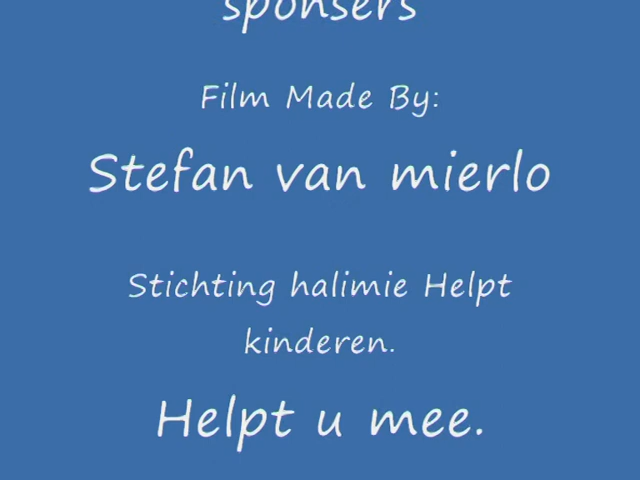 sponsers
Film Made By:
Stefan van mierlo
Stichting halimie Helpt
kinderen.
Helpt u mee.